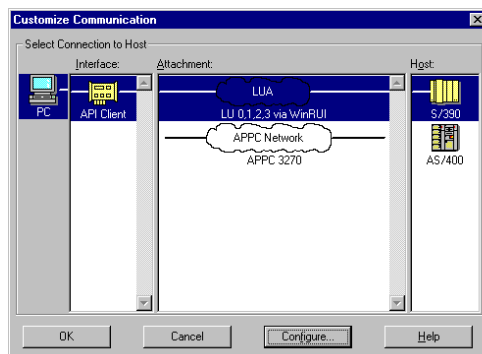 Customize Communication
Select Connection to Host
Interface: Attachment: Host:
PC
API Client
LUA
LU 0,1,2,3 via WinRUI
S/390
APPC Network
APPC 3270
AS/400
OK Cancel Configure... Help